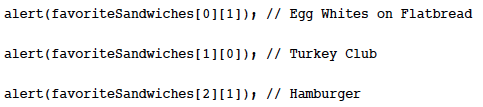 alert(favoriteSandwiches[0][1]); // Egg Whites on Flatbread
alert(favoriteSandwiches[1][0]); // Turkey Club
alert(favoriteSandwiches[2][1]); // Hamburger